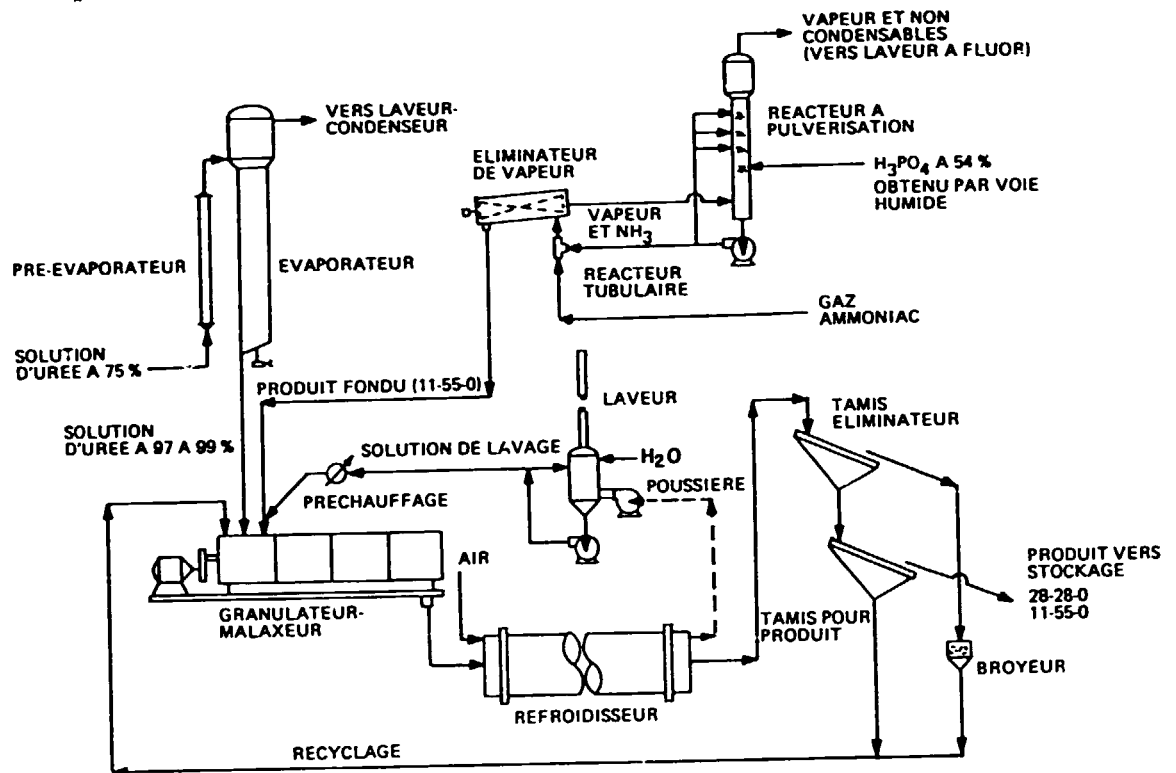 VAPEUR ET NON
CONDENSABLES
(VERS LAVEUR A FLUOR)
VERS LAVEUR-
CONDENSEUR
REACTEUR A
PULVERISATION
ELIMINATEUR
DE VAPEUR
H3PO4 A 54 %
OBTENU PAR VOIE
HUMIDE
VAPEUR
ET NH3
PRE-EVAPORATEUR
EVAPORATEUR
REACTEUR
TUBULAIRE
GAZ
AMMONIAC
SOLUTION
D'UREE A 75 %
PRODUIT FONDU (11-55-0)
LAVEUR
TAMIS
ELIMINATEUR
SOLUTION
D'UREE A 97 A 99 %
SOLUTION DE LAVAGE
H2O
POUSSIERE
PRECHAUFFAGE
AIR
PRODUIT VERS
STOCKAGE
28-28-0
11-55-0
GRANULATEUR-
MALAXEUR
TAMIS POUR
PRODUIT
BROYEUR
REFROIDISSEUR
RECYCLAGE